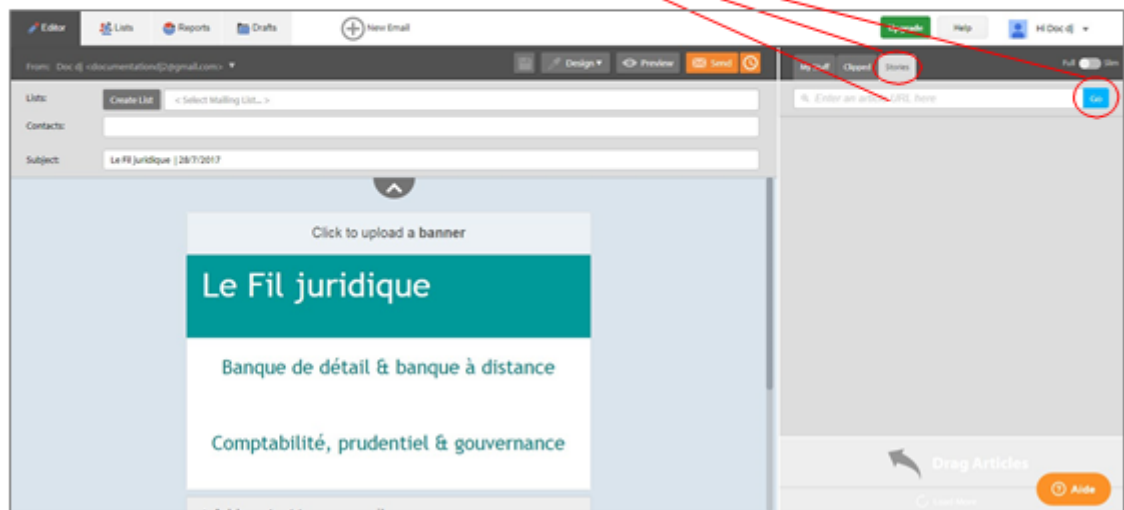 Editor Lists Reports Drafts New Email Upgrade Help Hi Doc dj
From: Doc dj <documentationdj2@gmail.com> Design Preview Send My Stuff Clipped Stories Full Slim
Lists: Create List < Select Mailing List... > Enter an article URL here Go
Contacts:
Subject: Le Fil juridique | 28/7/2017
Click to upload a banner
Le Fil juridique
Banque de détail & banque à distance
Comptabilité, prudentiel & gouvernance
Drag Articles
Aide